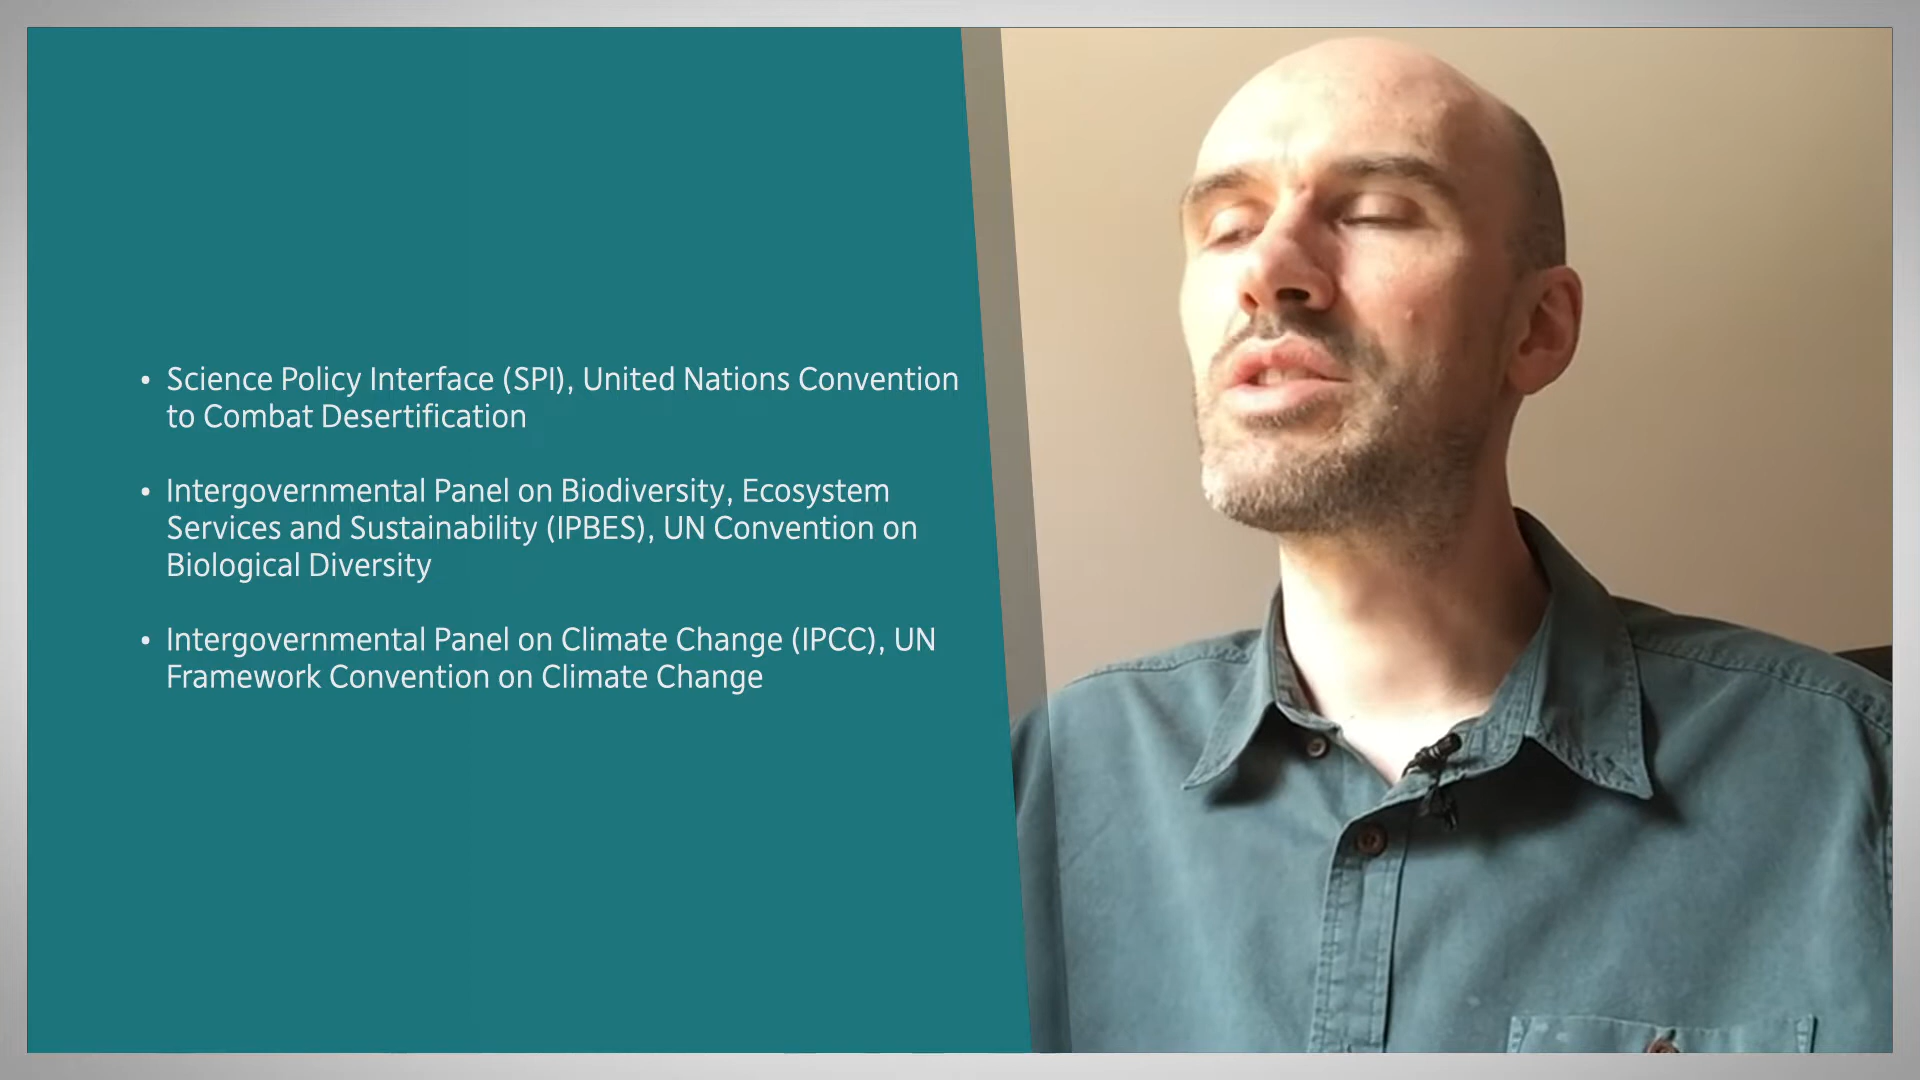 • Science Policy Interface (SPI), United Nations Convention
to Combat Desertification
• Intergovernmental Panel on Biodiversity, Ecosystem
Services and Sustainability (IPBES), UN Convention on
Biological Diversity
• Intergovernmental Panel on Climate Change (IPCC), UN
Framework Convention on Climate Change